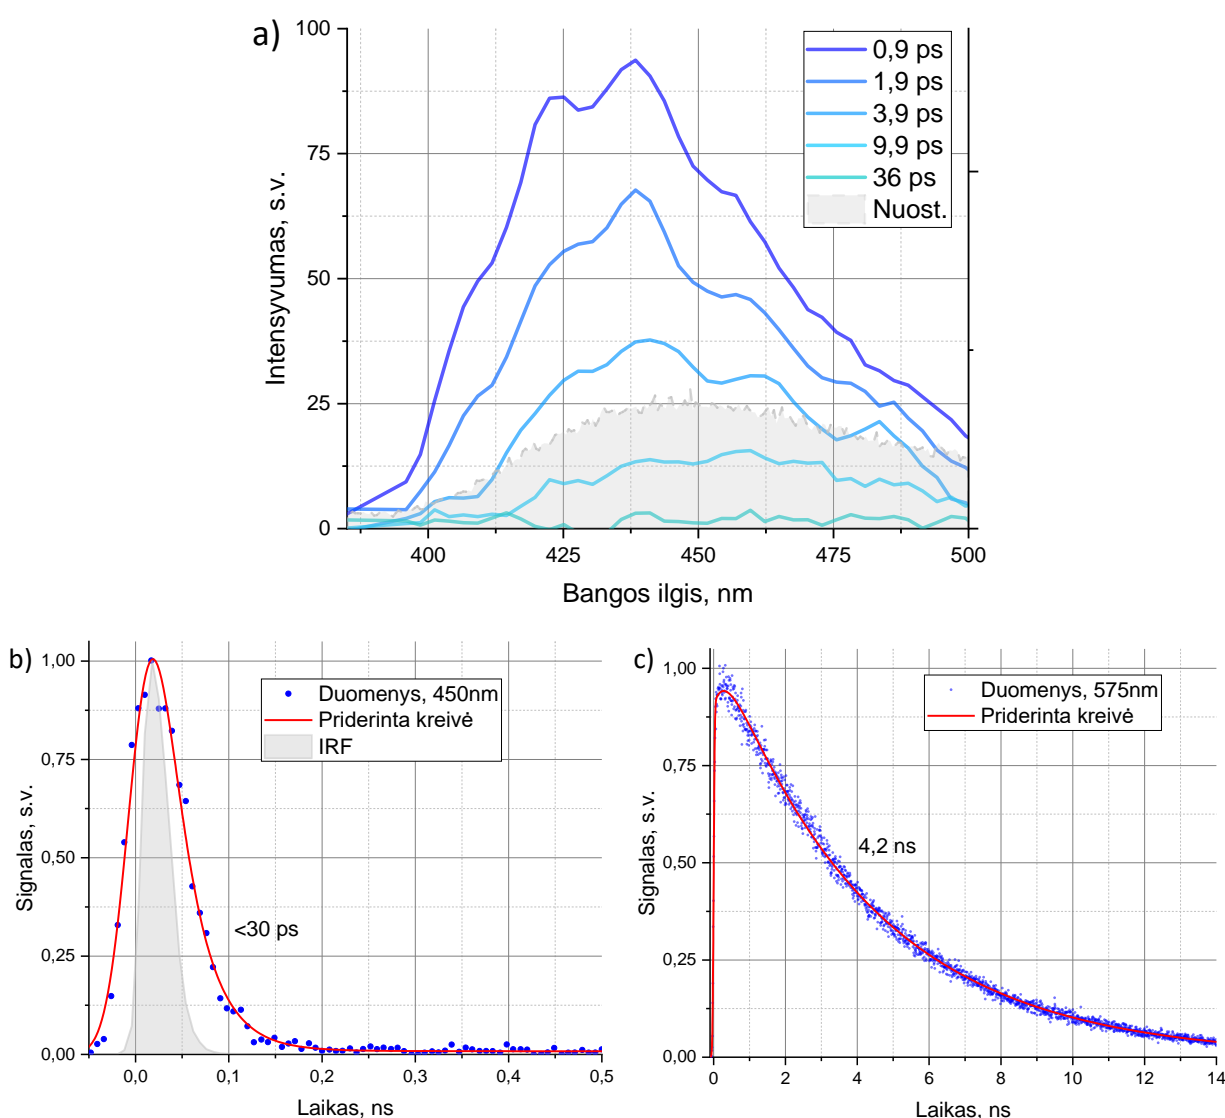 a)
100
75
50
25
0
Intensyvumas, s.v.
0,9 ps
1,9 ps
3,9 ps
9,9 ps
36 ps
Nuost.
400 425 450 475 500
Bangos ilgis, nm
b)
1,00
0,75
0,50
0,25
0,00
Signalas, s.v.
Duomenys, 450nm
Priderinta kreivė
IRF
<30 ps
0,0 0,1 0,2 0,3 0,4 0,5
Laikas, ns
c)
1,00
0,75
0,50
0,25
0,00
Signalas, s.v.
Duomenys, 575nm
Priderinta kreivė
4,2 ns
0 2 4 6 8 10 12 14
Laikas, ns